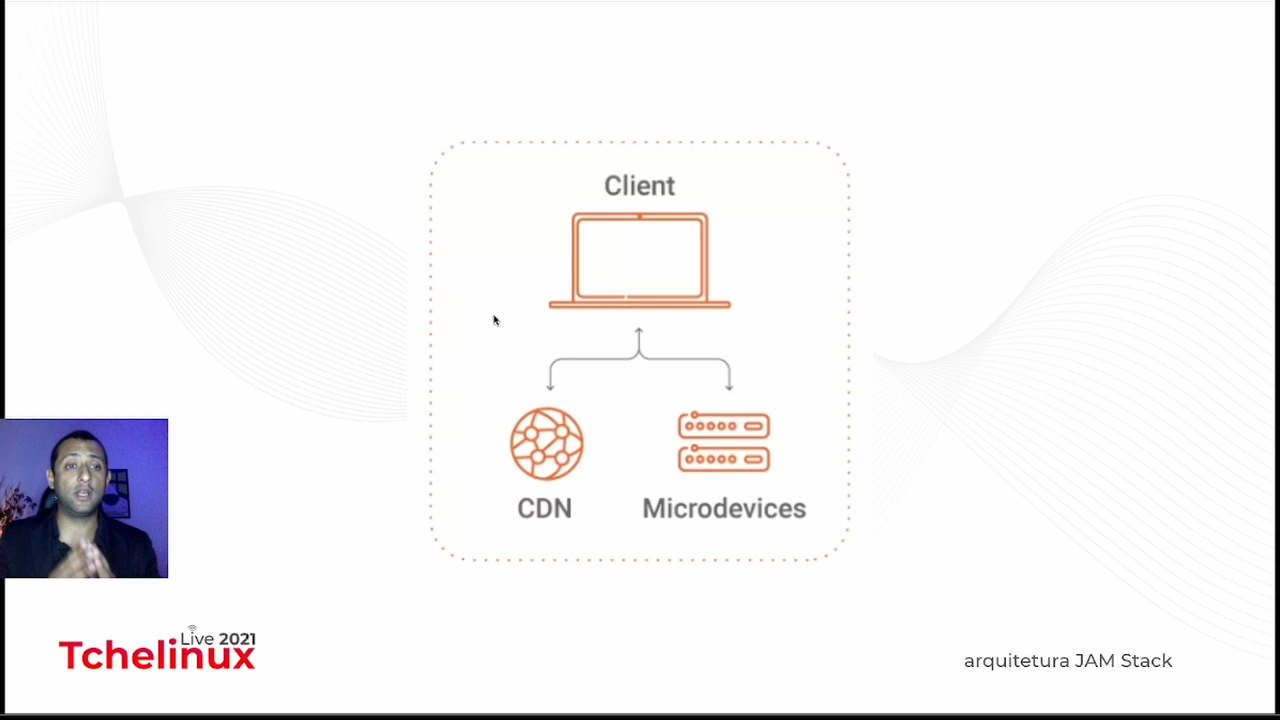 Client
CDN
Microdevices
Live 2021
Tchelinux
arquitetura JAM Stack